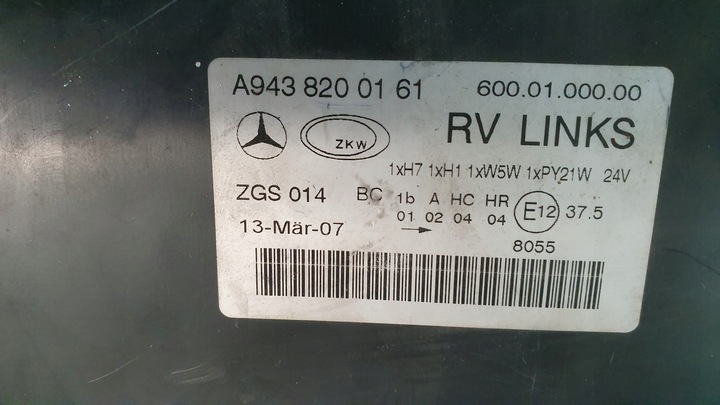 A943 820 01 61 600.01.000.00
ZKW RV LINKS
1xH7 1xH1 1xW5W 1xPY21W 24V
ZGS 014 BC 1b A HC HR
01 02 04 04 E12 37.5
13-Mär-07 → 8055